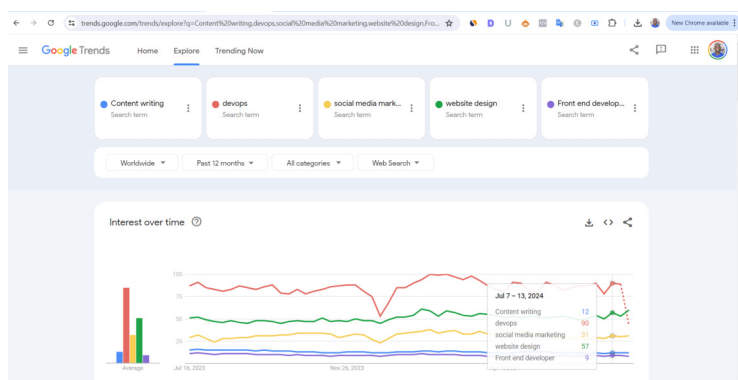 trends.google.com/trends/explore?q=Content%20writing,devops,social%20media%20marketing,website%20design,Fro...
New Chrome available
Google Trends Home Explore Trending Now
Content writing
Search term
devops
Search term
social media mark...
Search term
website design
Search term
Front end develop...
Search term
Worldwide Past 12 months All categories Web Search
Interest over time
100
75
50
25
Average
Jul 16, 2023
Nov 26, 2023
Jul 7 – 13, 2024
Content writing 12
devops 90
social media marketing 31
website design 57
Front end developer 9